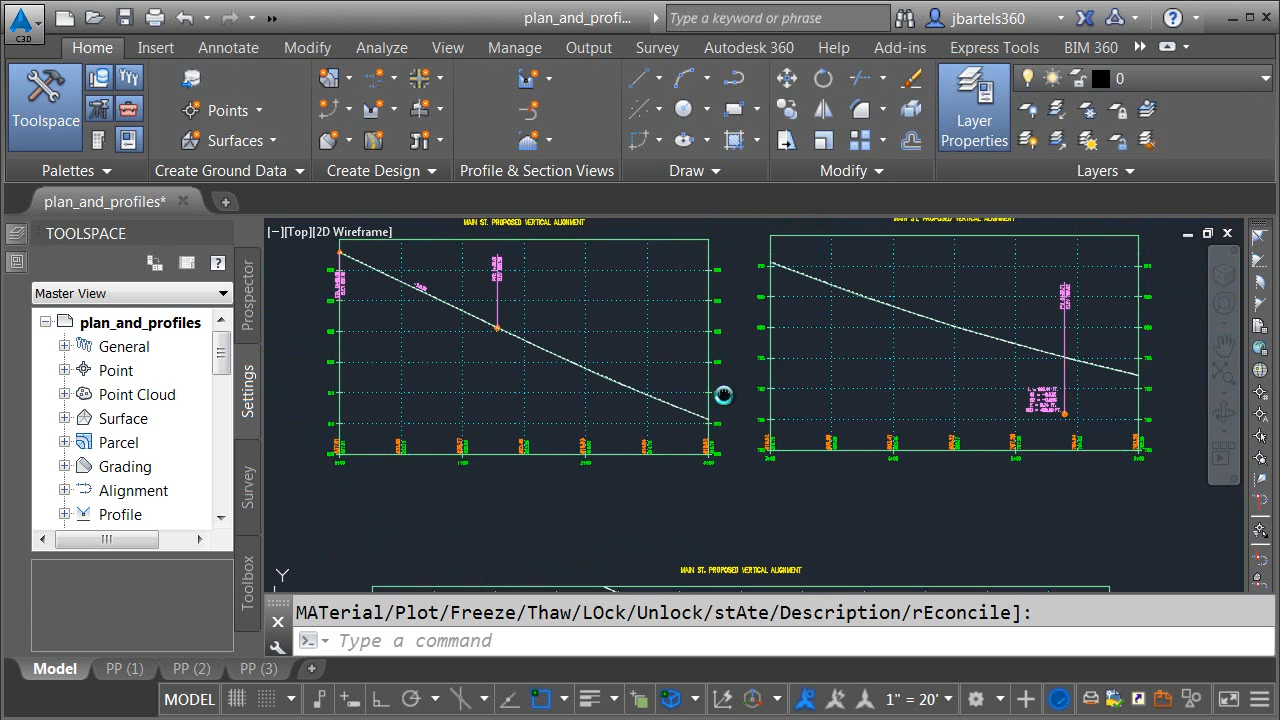 C3D
plan_and_profi...
Type a keyword or phrase
jbartels360
Home Insert Annotate Modify Analyze View Manage Output Survey Autodesk 360 Help Add-ins Express Tools BIM 360
Toolspace
Points
Surfaces
Layer
Properties
0
Palettes Create Ground Data Create Design Profile & Section Views Draw Modify Layers
plan_and_profiles*
TOOLSPACE
Master View
plan_and_profiles
General
Point
Point Cloud
Surface
Parcel
Grading
Alignment
Profile
Prospector
Settings
Survey
Toolbox
[−][Top][2D Wireframe]
MAIN ST. PROPOSED VERTICAL ALIGNMENT
MAIN ST. PROPOSED VERTICAL ALIGNMENT
MAIN ST. PROPOSED VERTICAL ALIGNMENT
Y
MATerial/Plot/Freeze/Thaw/LOck/Unlock/stAte/Description/rEconcile]:
Type a command
Model PP (1) PP (2) PP (3)
MODEL
1" = 20'